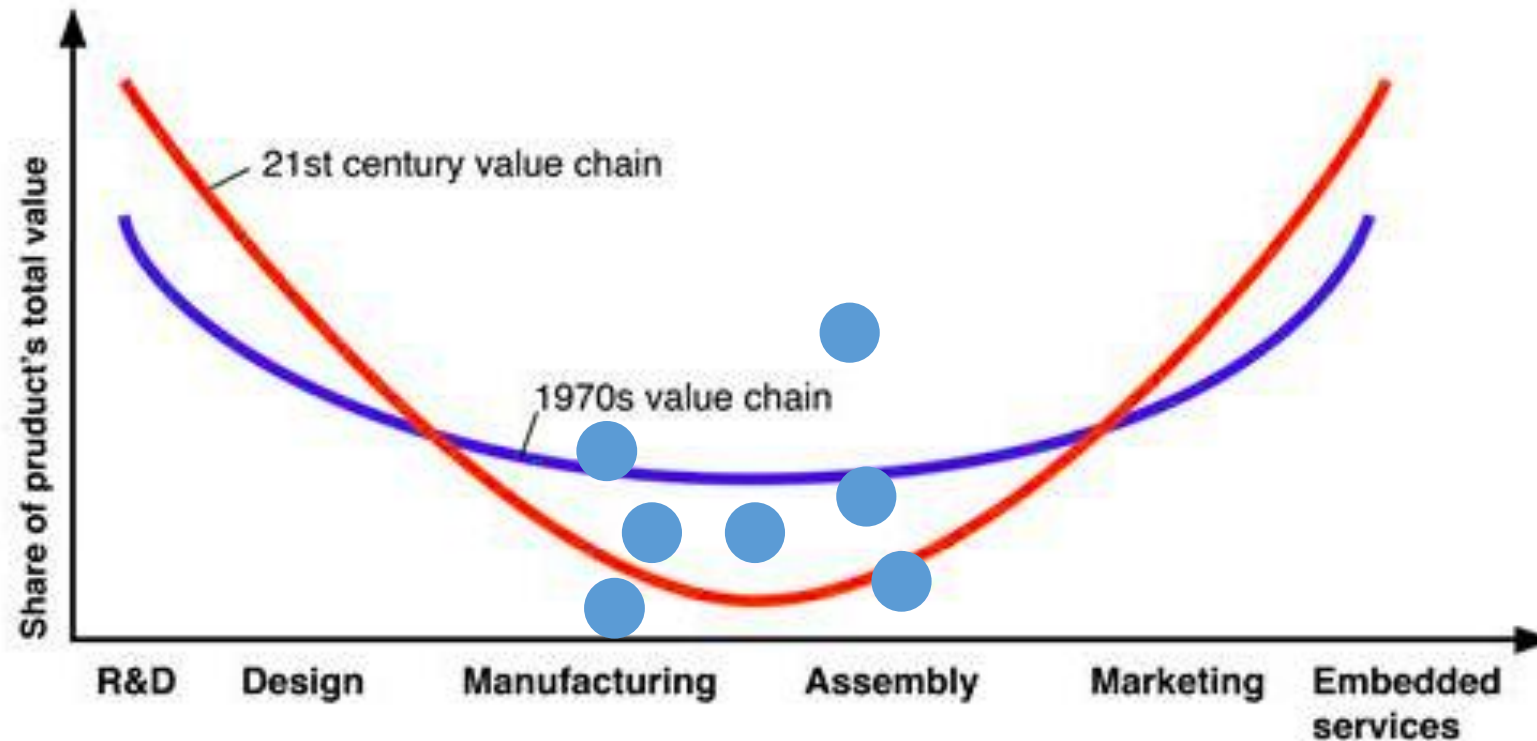 Share of pruduct's total value
21st century value chain
1970s value chain
R&D Design Manufacturing Assembly Marketing Embedded
services